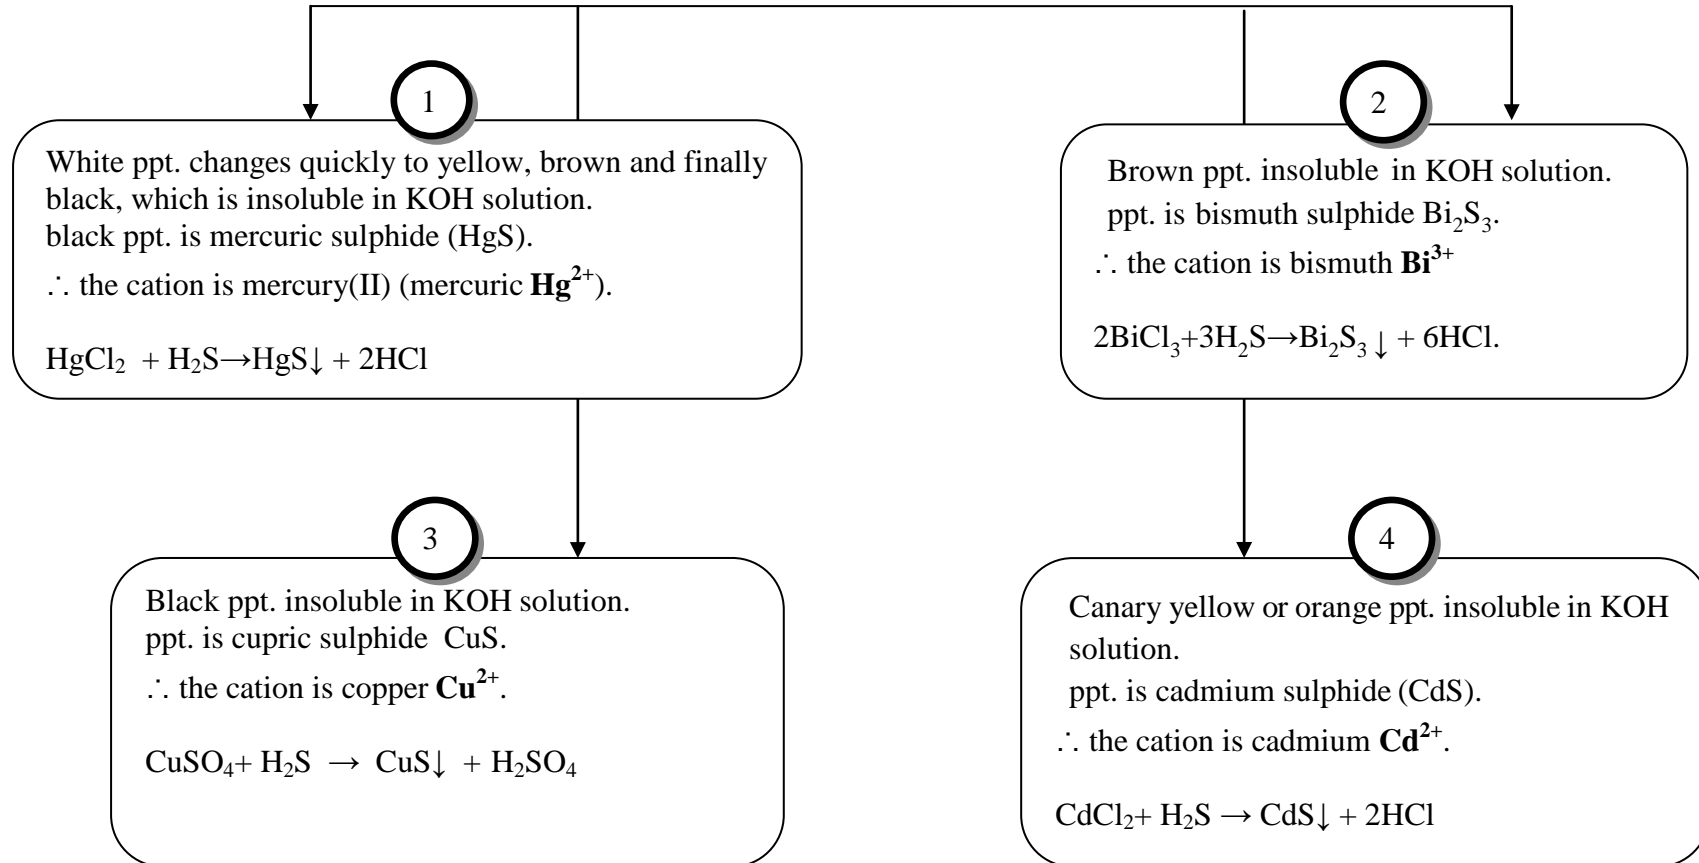 1
White ppt. changes quickly to yellow, brown and finally
black, which is insoluble in KOH solution.
black ppt. is mercuric sulphide (HgS).
∴ the cation is mercury(II) (mercuric Hg²⁺).
HgCl₂ + H₂S→HgS↓ + 2HCl
2
Brown ppt. insoluble in KOH solution.
ppt. is bismuth sulphide Bi₂S₃.
∴ the cation is bismuth Bi³⁺
2BiCl₃+3H₂S→Bi₂S₃↓ + 6HCl.
3
Black ppt. insoluble in KOH solution.
ppt. is cupric sulphide CuS.
∴ the cation is copper Cu²⁺.
CuSO₄+ H₂S → CuS↓ + H₂SO₄
4
Canary yellow or orange ppt. insoluble in KOH
solution.
ppt. is cadmium sulphide (CdS).
∴ the cation is cadmium Cd²⁺.
CdCl₂+ H₂S → CdS↓ + 2HCl